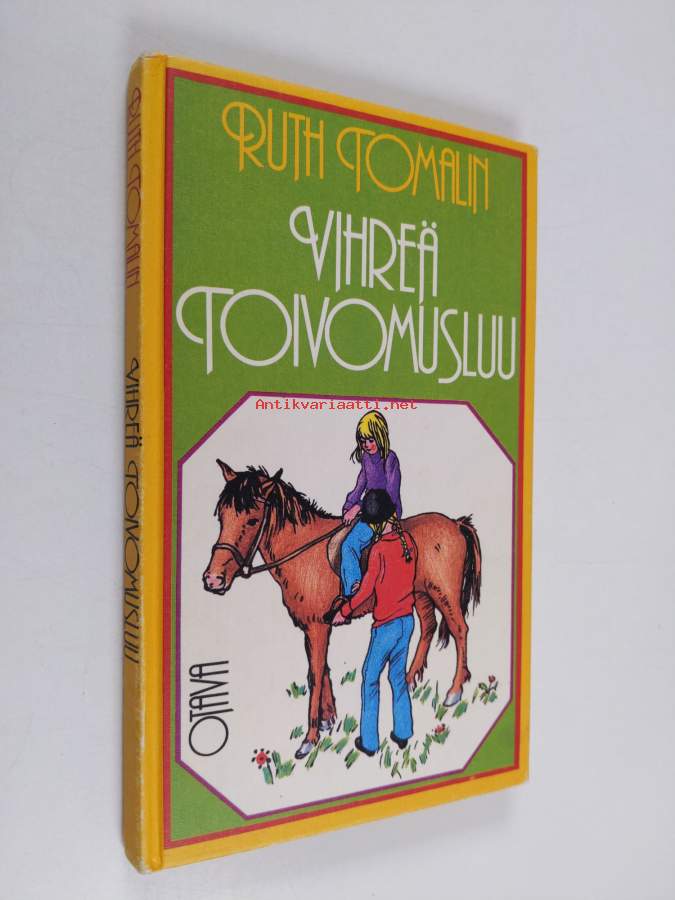 RUTH TOMALIN
VIHREÄ
TOIVOMUSLUU
Antikvariaatti.net
OTAVA
RUTH TOMALIN VIHREÄ TOIVOMUSLUU